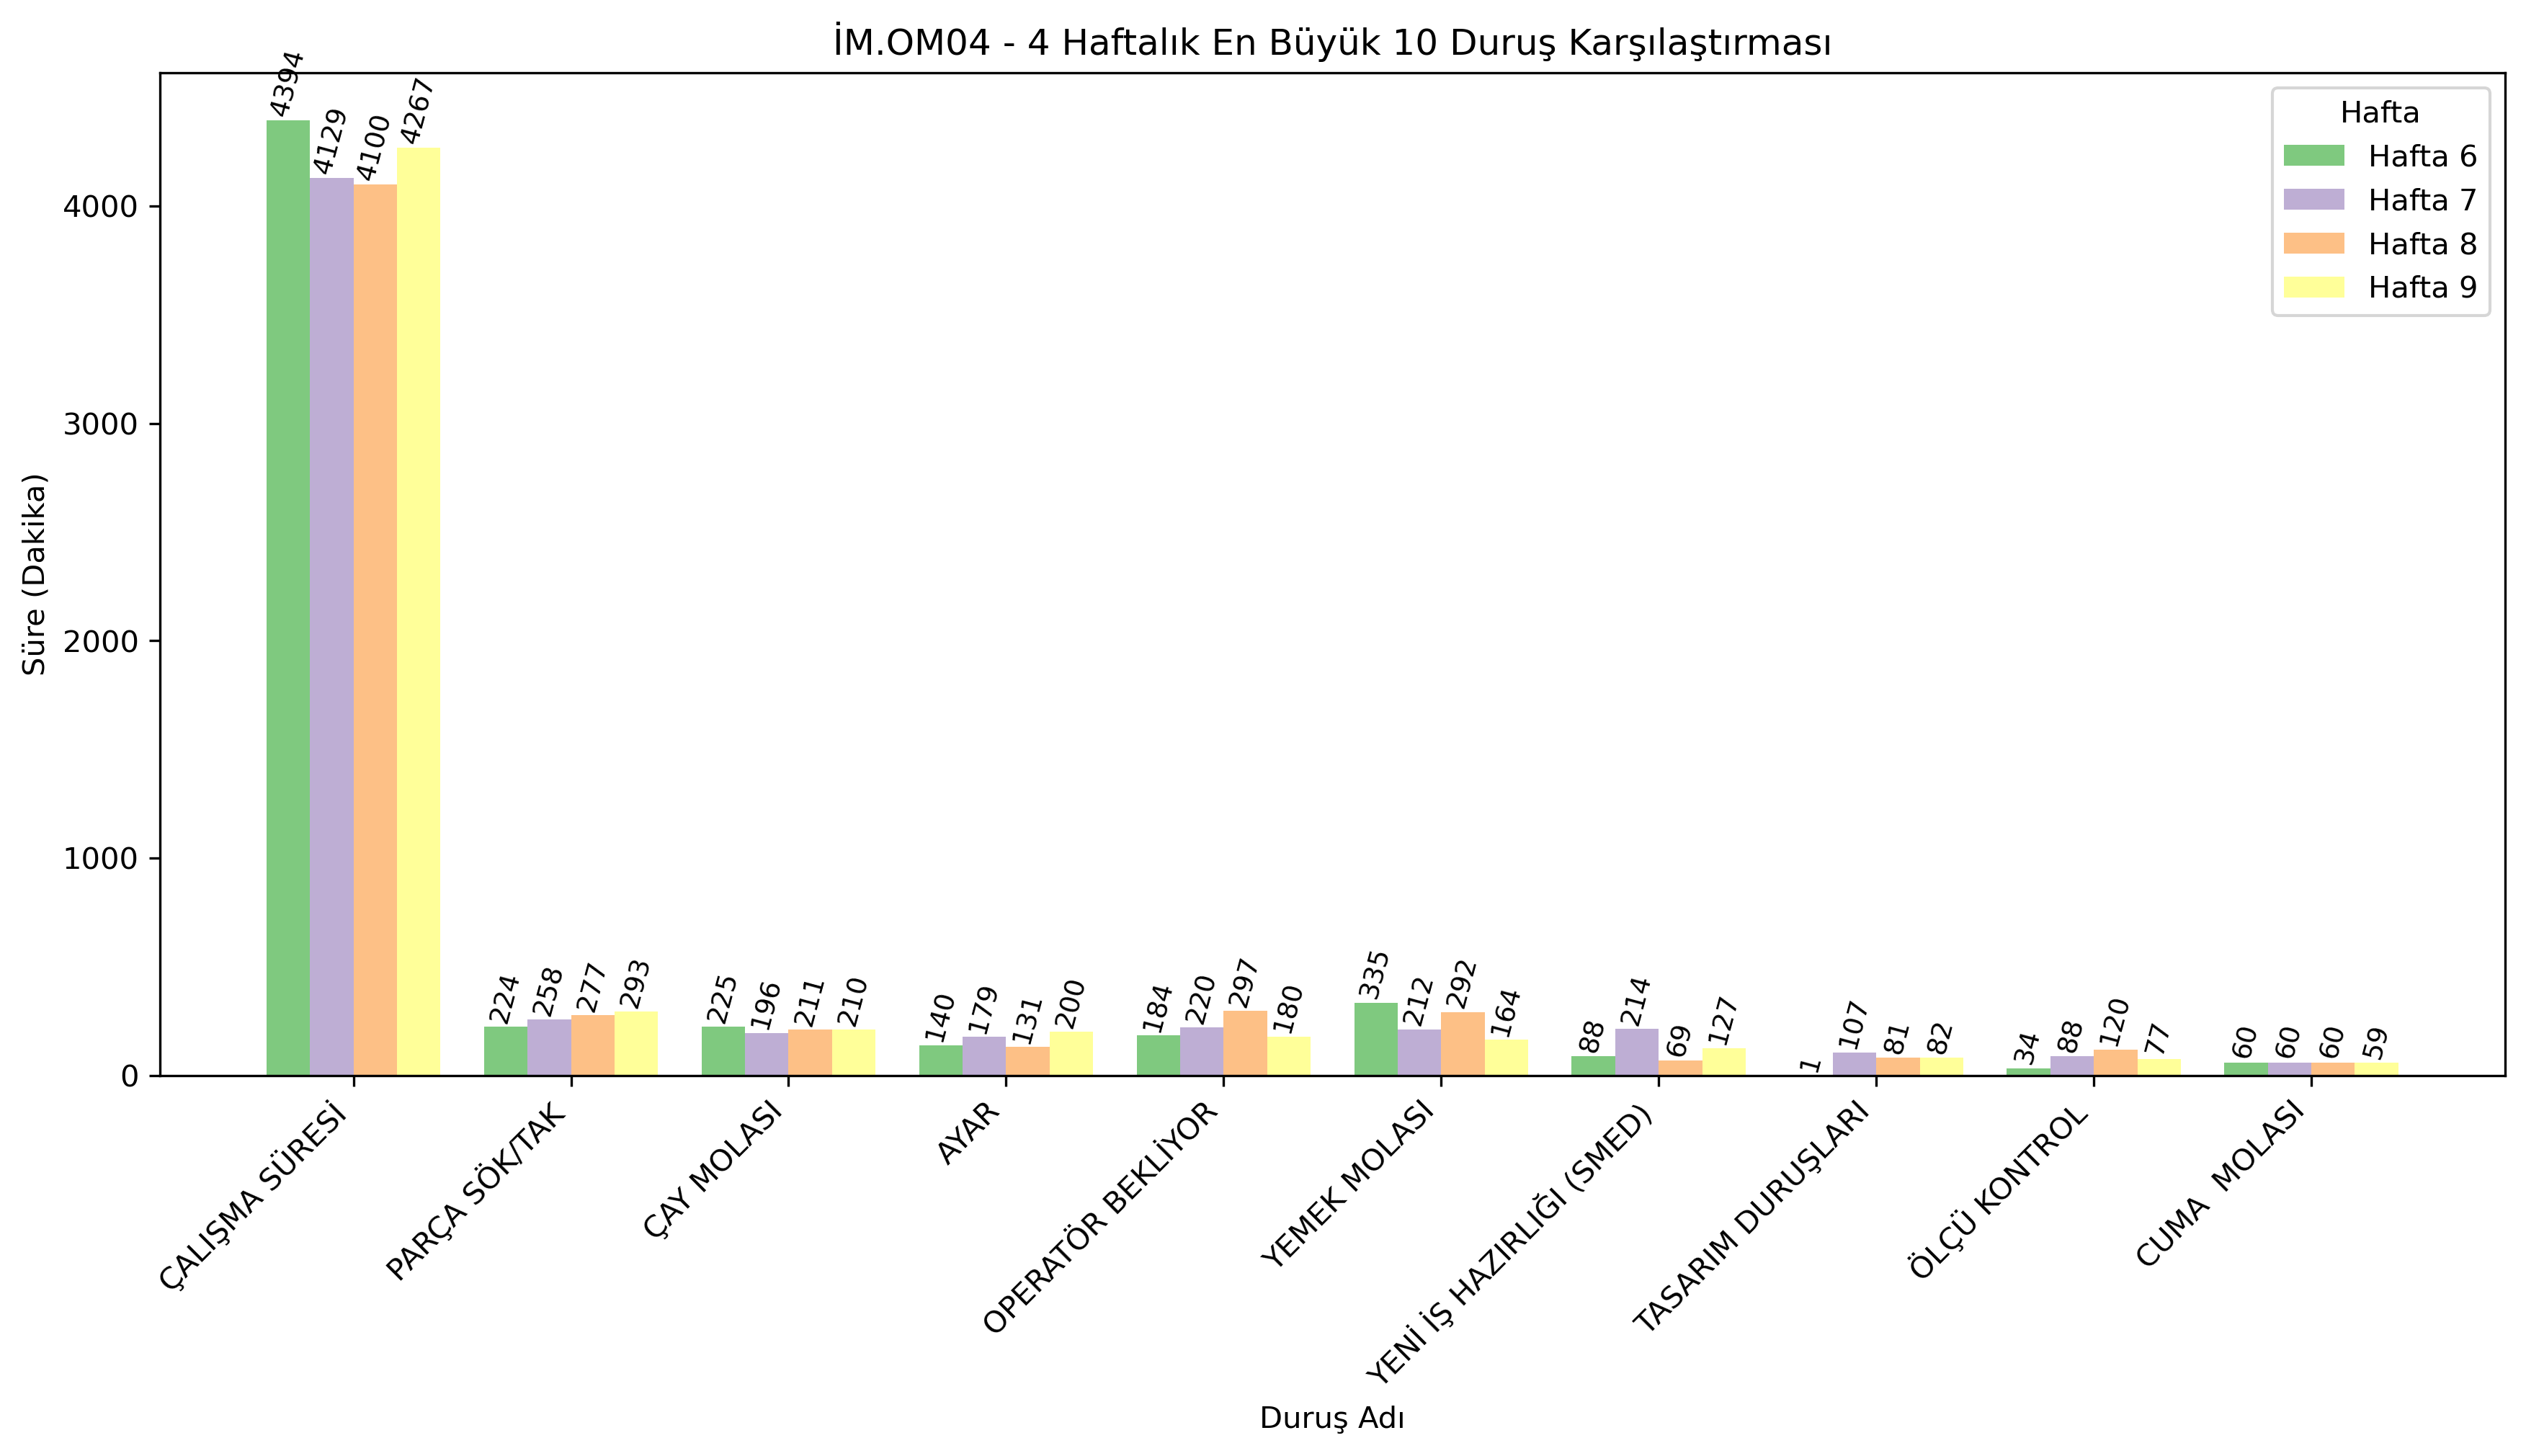 İM.OM04 - 4 Haftalık En Büyük 10 Duruş Karşılaştırması
Hafta
Hafta 6
Hafta 7
Hafta 8
Hafta 9
Süre (Dakika)
4000
3000
2000
1000
0
4394 4129 4100 4267
224 258 277 293
225 196 211 210
140 179 131 200
184 220 297 180
335 212 292 164
88 214 69 127
1 107 81 82
34 88 120 77
60 60 60 59
ÇALIŞMA SÜRESİ
PARÇA SÖK/TAK
ÇAY MOLASI
AYAR
OPERATÖR BEKLİYOR
YEMEK MOLASI
YENİ İŞ HAZIRLIĞI (SMED)
TASARIM DURUŞLARI
ÖLÇÜ KONTROL
CUMA  MOLASI
Duruş Adı